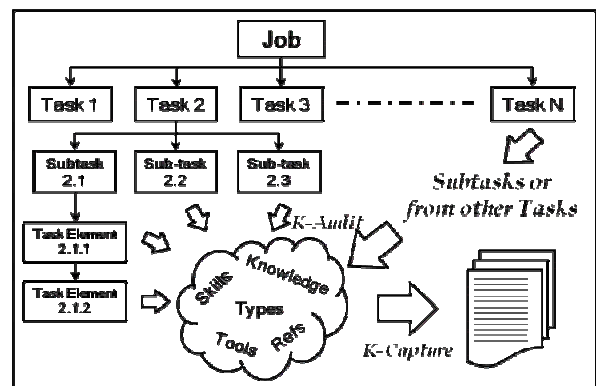 Job
Task 1
Task 2
Task 3
Task N
Subtask
2.1
Sub-task
2.2
Sub-task
2.3
Subtasks or
from other Tasks
Task Element
2.1.1
K-Audit
Task Element
2.1.2
Skills
Knowledge
Types
Tools
Refs
K-Capture